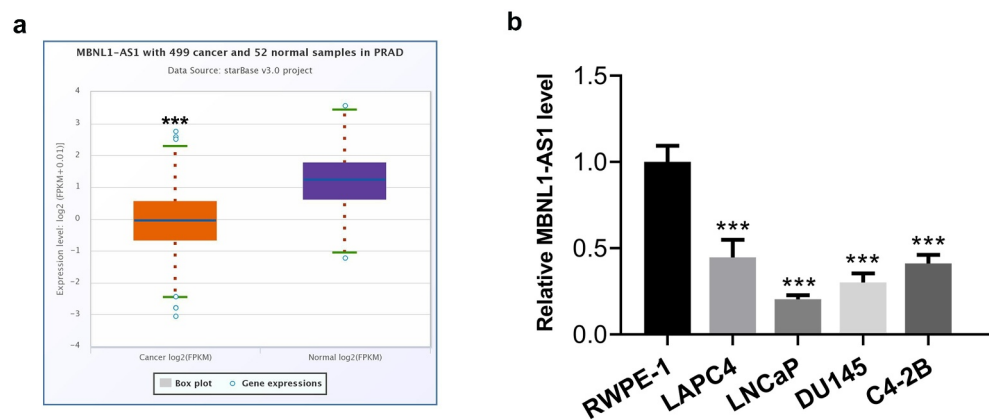 a
MBNL1-AS1 with 499 cancer and 52 normal samples in PRAD
Data Source: starBase v3.0 project
Expression level: log2 (FPKM+0.01)]
4
3
2
1
0
-1
-2
-3
-4
***
Cancer log2(FPKM)
Normal log2(FPKM)
Box plot
Gene expressions
b
Relative MBNL1-AS1 level
1.5
1.0
0.5
0.0
***
***
***
***
RWPE-1
LAPC4
LNCaP
DU145
C4-2B